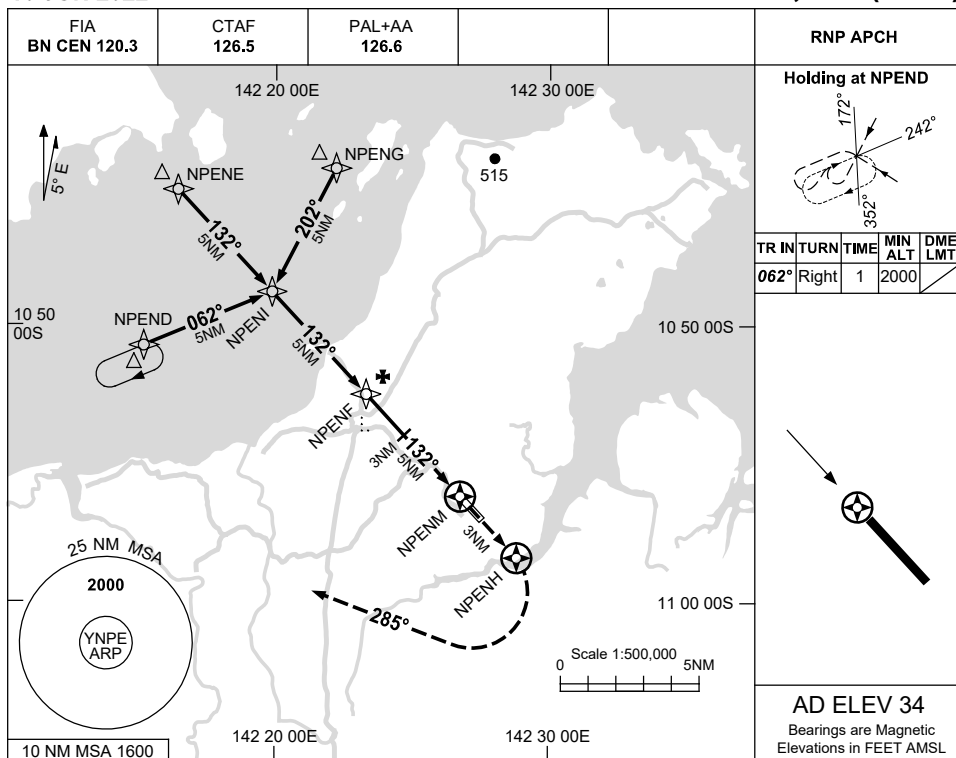 FIA
BN CEN 120.3
CTAF
126.5
PAL+AA
126.6
RNP APCH
142 20 00E
142 30 00E
Holding at NPEND
172°
242°
352°
TR IN TURN TIME MIN ALT DME LMT
062° Right 1 2000
5° E
NPENE
NPENG
515
132°
5NM
202°
5NM
10 50
00S
NPEND
062°
5NM
NPENI
132°
5NM
10 50 00S
NPENF
3NM
132°
5NM
NPENM
3NM
NPENH
285°
11 00 00S
25 NM MSA
2000
YNPE
ARP
Scale 1:500,000
0 5NM
10 NM MSA 1600
142 20 00E
142 30 00E
AD ELEV 34
Bearings are Magnetic
Elevations in FEET AMSL